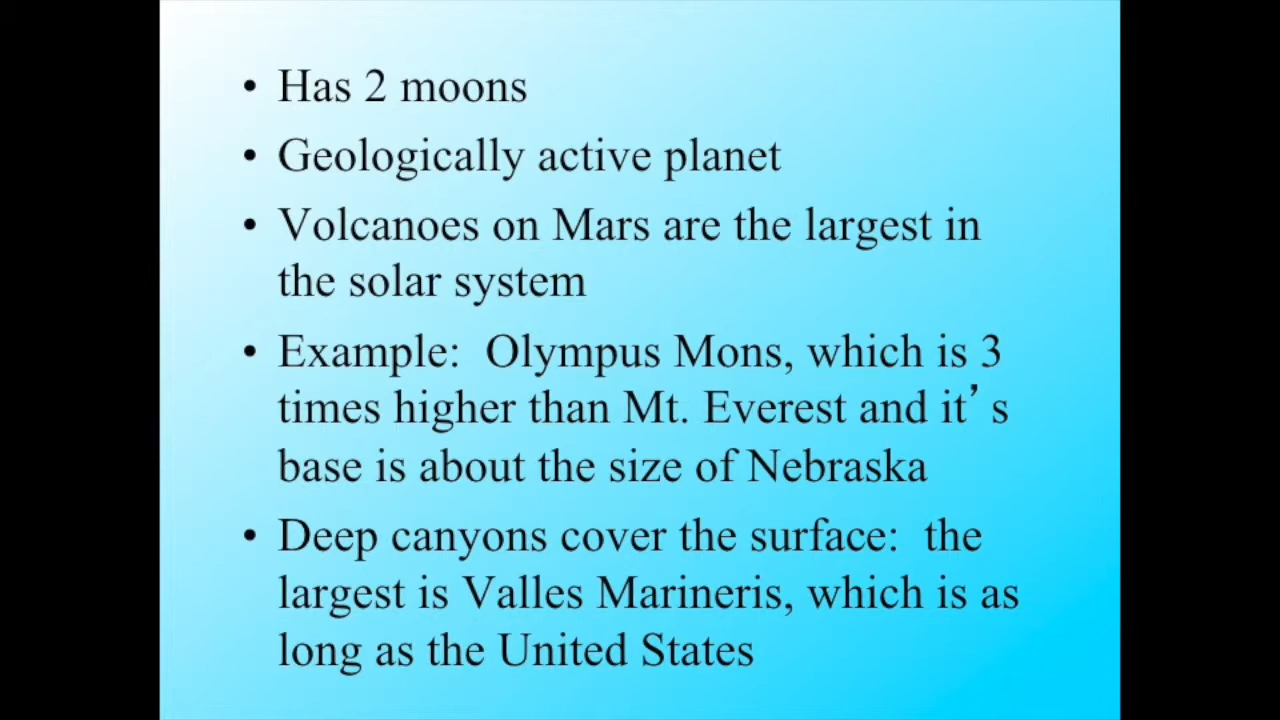 • Has 2 moons
• Geologically active planet
• Volcanoes on Mars are the largest in
the solar system
• Example:  Olympus Mons, which is 3
times higher than Mt. Everest and it’s
base is about the size of Nebraska
• Deep canyons cover the surface:  the
largest is Valles Marineris, which is as
long as the United States